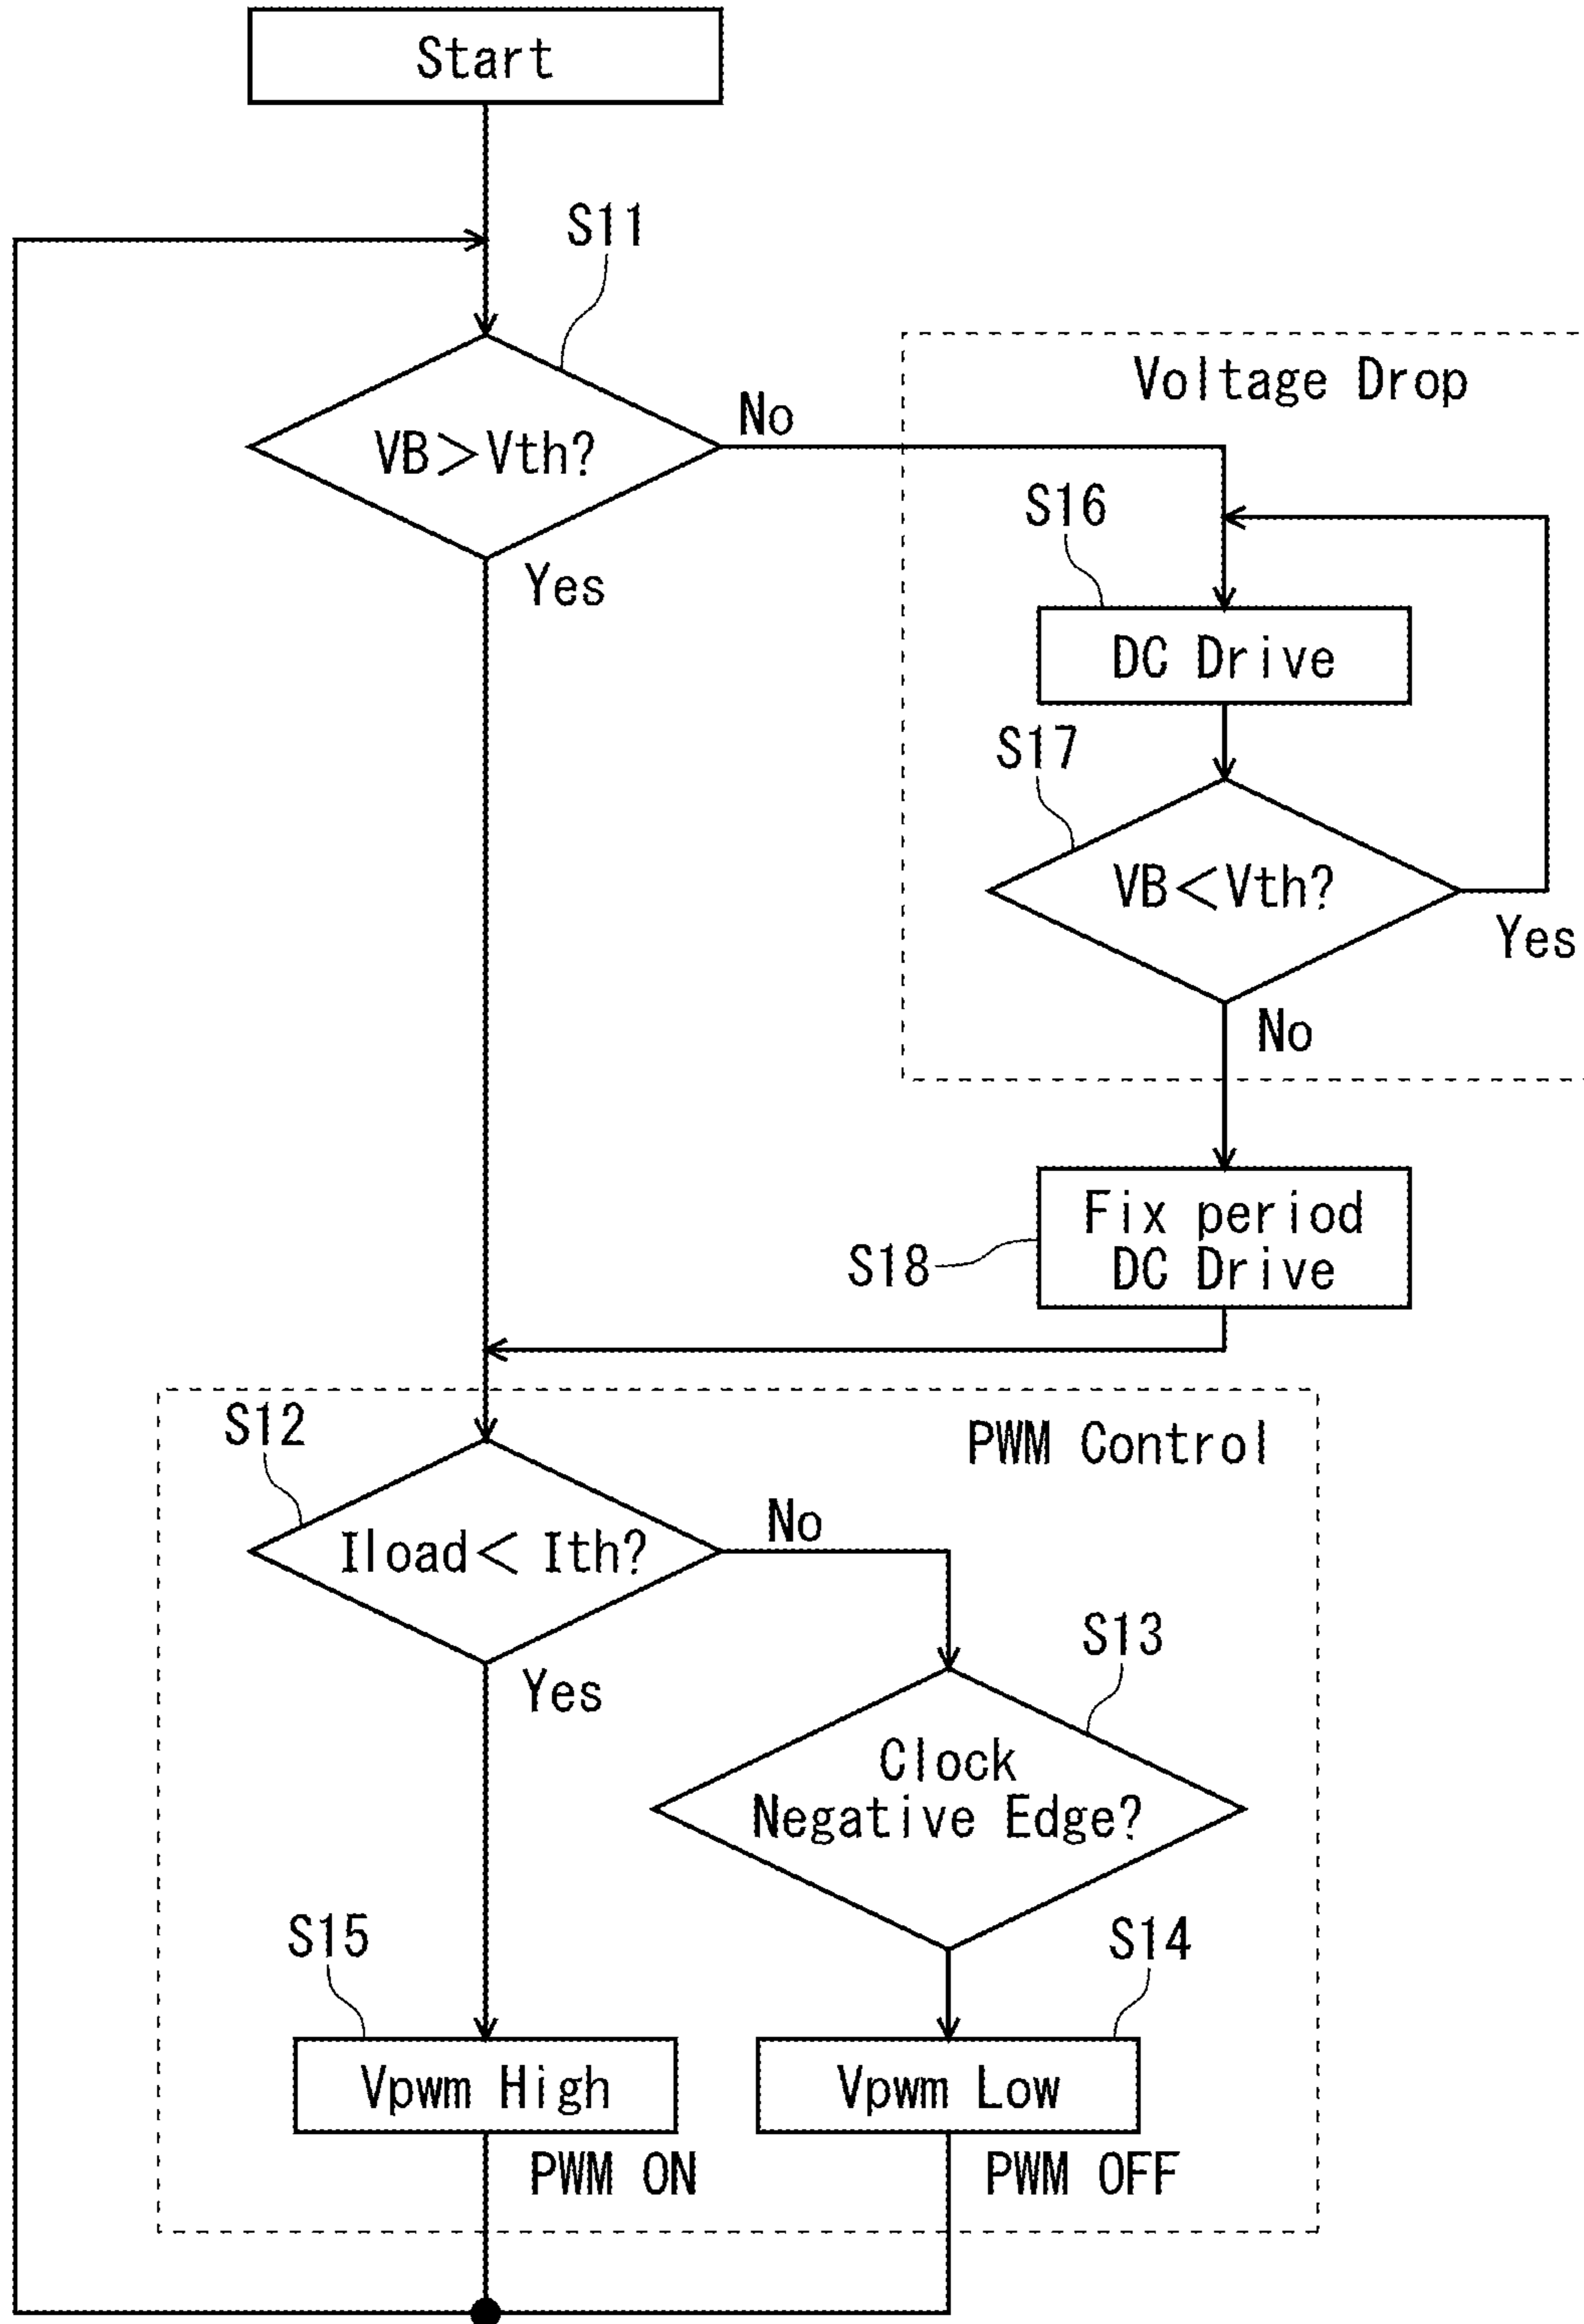 Start
S11
VB>Vth?
No
Yes
Voltage Drop
S16
DC Drive
S17
VB<Vth?
Yes
No
Fix period
DC Drive
S18
PWM Control
S12
Iload< Ith?
No
Yes
S13
Clock
Negative Edge?
S15
S14
Vpwm High
Vpwm Low
PWM ON
PWM OFF